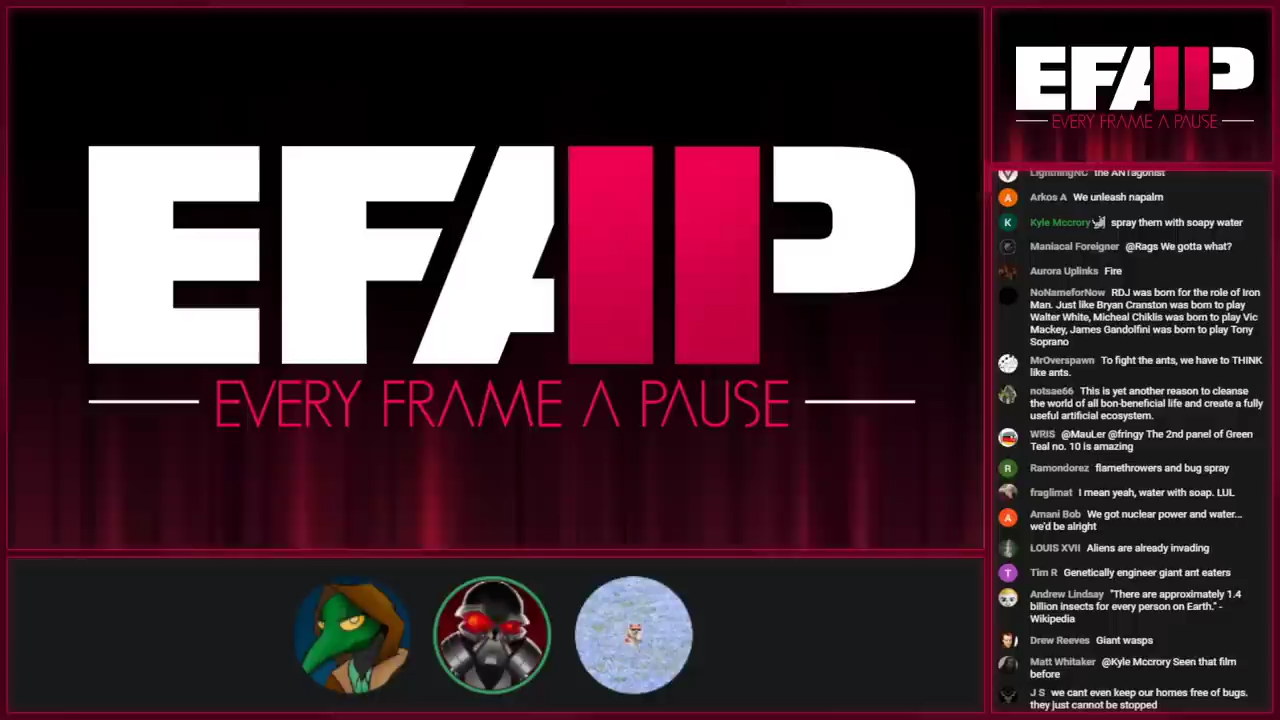 EFAP
EVERY FRAME A PAUSE
EFAP
EVERY FRAME A PAUSE
LightningNC the ANTagonist
A Arkos A We unleash napalm
K Kyle Mccrory spray them with soapy water
Maniacal Foreigner @Rags We gotta what?
Aurora Uplinks Fire
NoNameforNow RDJ was born for the role of Iron
Man. Just like Bryan Cranston was born to play
Walter White, Micheal Chiklis was born to play Vic
Mackey, James Gandolfini was born to play Tony
Soprano
MrOverspawn To fight the ants, we have to THINK
like ants.
notsae66 This is yet another reason to cleanse
the world of all bon-beneficial life and create a fully
useful artificial ecosystem.
WRIS @MauLer @fringy The 2nd panel of Green
Teal no. 10 is amazing
R Ramondorez flamethrowers and bug spray
fraglimat I mean yeah, water with soap. LUL
A Amani Bob We got nuclear power and water...
we'd be alright
LOUIS XVII Aliens are already invading
T Tim R Genetically engineer giant ant eaters
Andrew Lindsay "There are approximately 1.4
billion insects for every person on Earth." -
Wikipedia
Drew Reeves Giant wasps
Matt Whitaker @Kyle Mccrory Seen that film
before
J S we cant even keep our homes free of bugs.
they just cannot be stopped